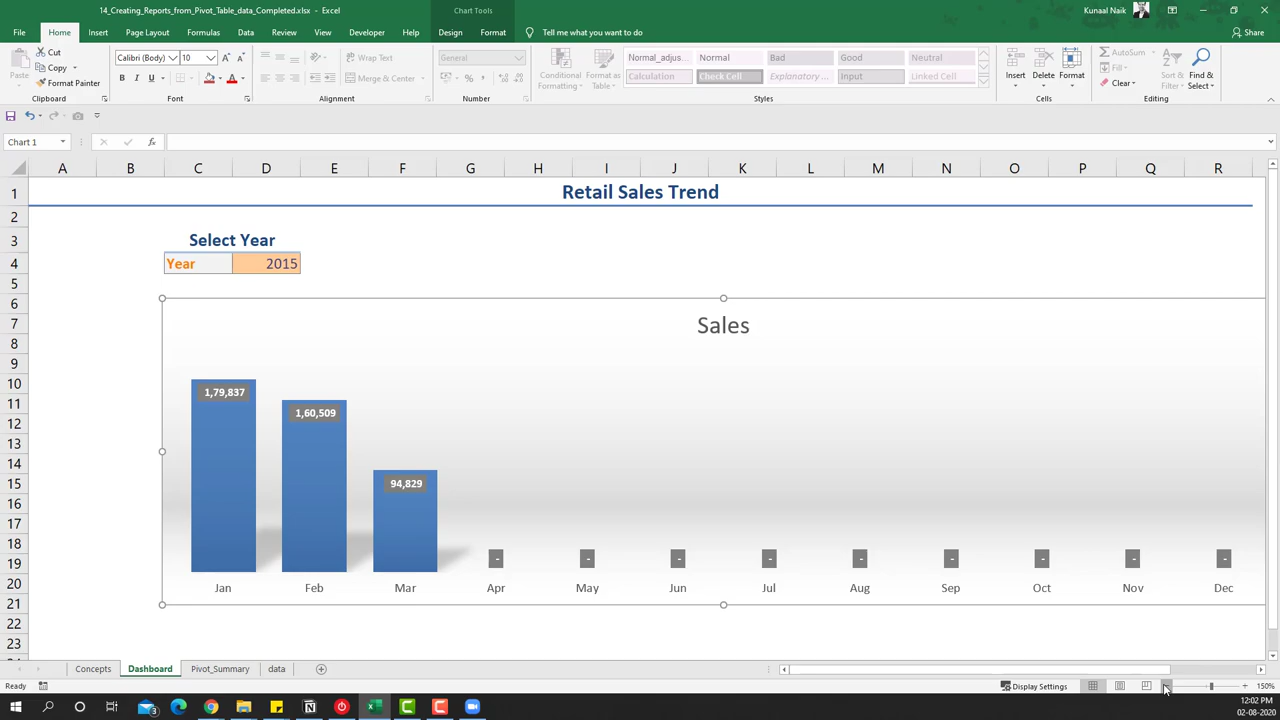 14_Creating_Reports_from_Pivot_Table_data_Completed.xlsx - Excel
Chart Tools
Kunaal Naik
File Home Insert Page Layout Formulas Data Review View Developer Help Design Format Tell me what you want to do Share
Paste
Cut
Copy
Format Painter
Clipboard
Calibri (Body) 10
B I U
Font
Wrap Text
Merge & Center
Alignment
General
Number
Conditional Formatting
Format as Table
Normal_adjus... Normal Bad Good Neutral
Calculation Check Cell Explanatory ... Input Linked Cell
Styles
Insert Delete Format
Cells
AutoSum
Fill
Clear
Sort & Filter
Find & Select
Editing
Chart 1
fx
A B C D E F G H I J K L M N O P Q R
1 Retail Sales Trend
2
3 Select Year
4 Year 2015
5
6
7 Sales
8
9
10 1,79,837
11 1,60,509
12
13
14
15 94,829
16
17
18
19 - - - - - - - - -
20 Jan Feb Mar Apr May Jun Jul Aug Sep Oct Nov Dec
21
22
23
Concepts Dashboard Pivot_Summary data
Ready Display Settings 150%
12:02 PM
02-08-2020